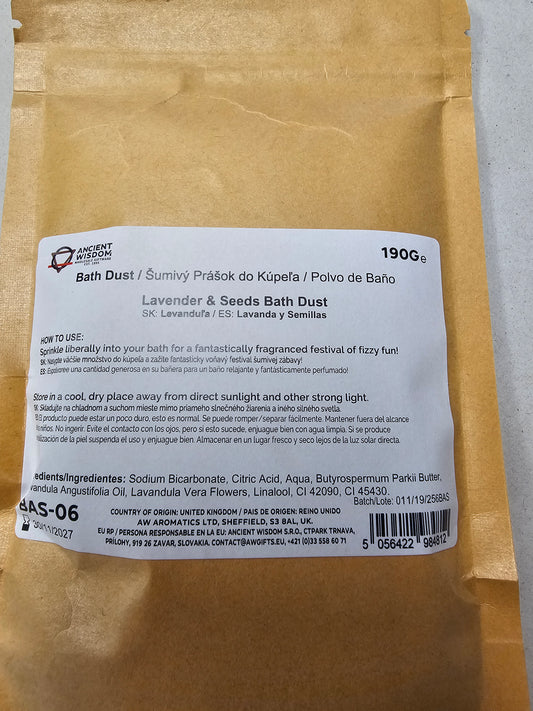 ANCIENT
WISDOM
190Ge
Bath Dust / Šumivý Prášok do Kúpeľa / Polvo de Baño
Lavender & Seeds Bath Dust
SK: Levanduľa / ES: Lavanda y Semillas
HOW TO USE:
Sprinkle liberally into your bath for a fantastically fragranced festival of fizzy fun!
SK: Nasypte väčšie množstvo do kúpeľa a zažite fantastický voňavý festival šumivej zábavy!
ES: Espolvoree una cantidad generosa en su bañera para un baño relajante y fantásticamente perfumado!
Store in a cool, dry place away from direct sunlight and other strong light.
SK: Skladujte na chladnom a suchom mieste mimo priameho slnečného žiarenia a iného silného svetla.
El producto puede estar un poco duro, esto es normal. Se puede romper/separar fácilmente. Mantener fuera del alcance
niños. No ingerir. Evite el contacto con los ojos, pero si esto sucede, enjuague bien con agua limpia. Si se produce
de la piel suspenda el uso y enjuague bien. Almacenar en un lugar fresco y seco lejos de la luz solar directa.
redients/Ingredientes: Sodium Bicarbonate, Citric Acid, Aqua, Butyrospermum Parkii Butter,
vandula Angustifolia Oil, Lavandula Vera Flowers, Linalool, CI 42090, CI 45430.
Batch/Lote: 011/19/256BAS
BAS-06
30/11/2027
COUNTRY OF ORIGIN: UNITED KINGDOM / PAIS DE ORIGEN: REINO UNIDO
AW AROMATICS LTD, SHEFFIELD, S3 8AL, UK.
EU RP / PERSONA RESPONSABLE EN LA EU: ANCIENT WISDOM S.R.O., CTPARK TRNAVA,
PRÍLOHY, 919 26 ZAVAR, SLOVAKIA. CONTACT@AWGIFTS.EU, +421 (0)33 558 60 71
5 056422 984812